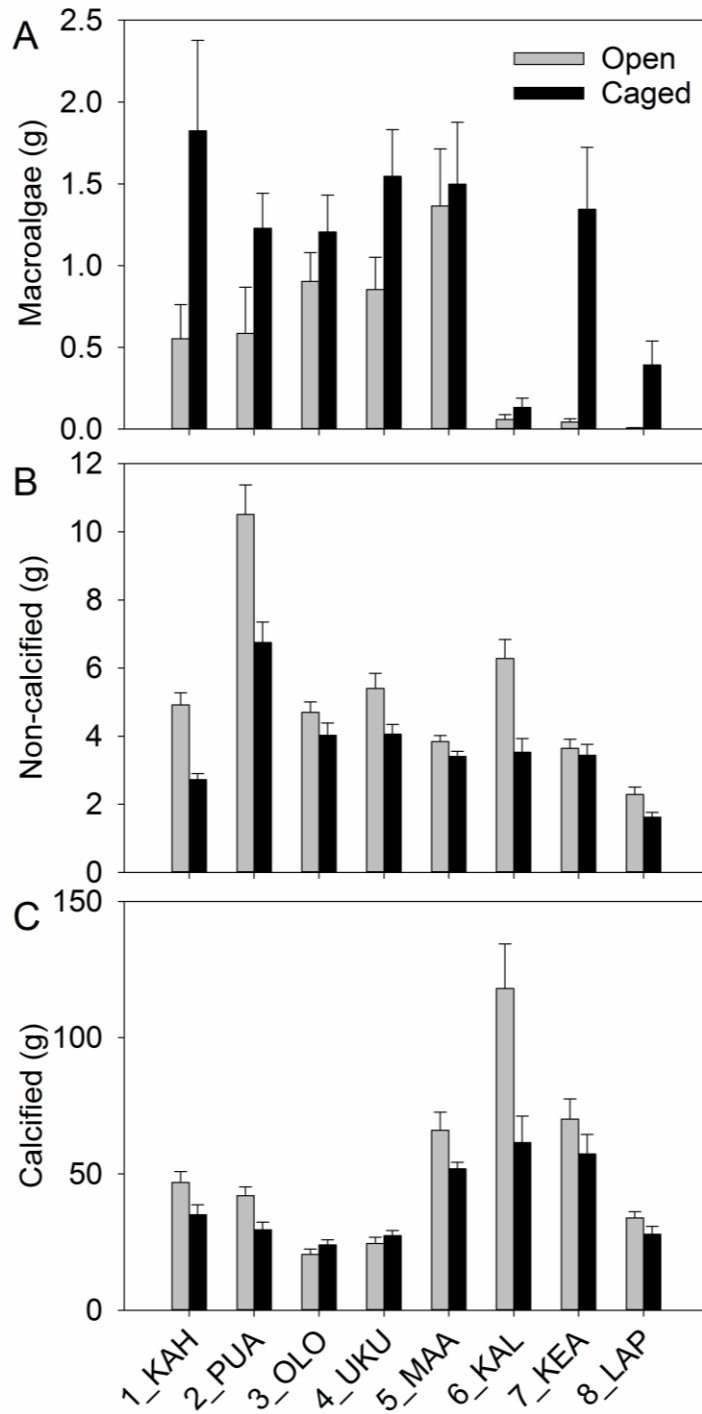 A
Macroalgae (g)
2.5
2.0
1.5
1.0
0.5
0.0
Open
Caged
B
Non-calcified (g)
12
10
8
6
4
2
0
C
Calcified (g)
150
100
50
0
1_KAH
2_PUA
3_OLO
4_UKU
5_MAA
6_KAL
7_KEA
8_LAP